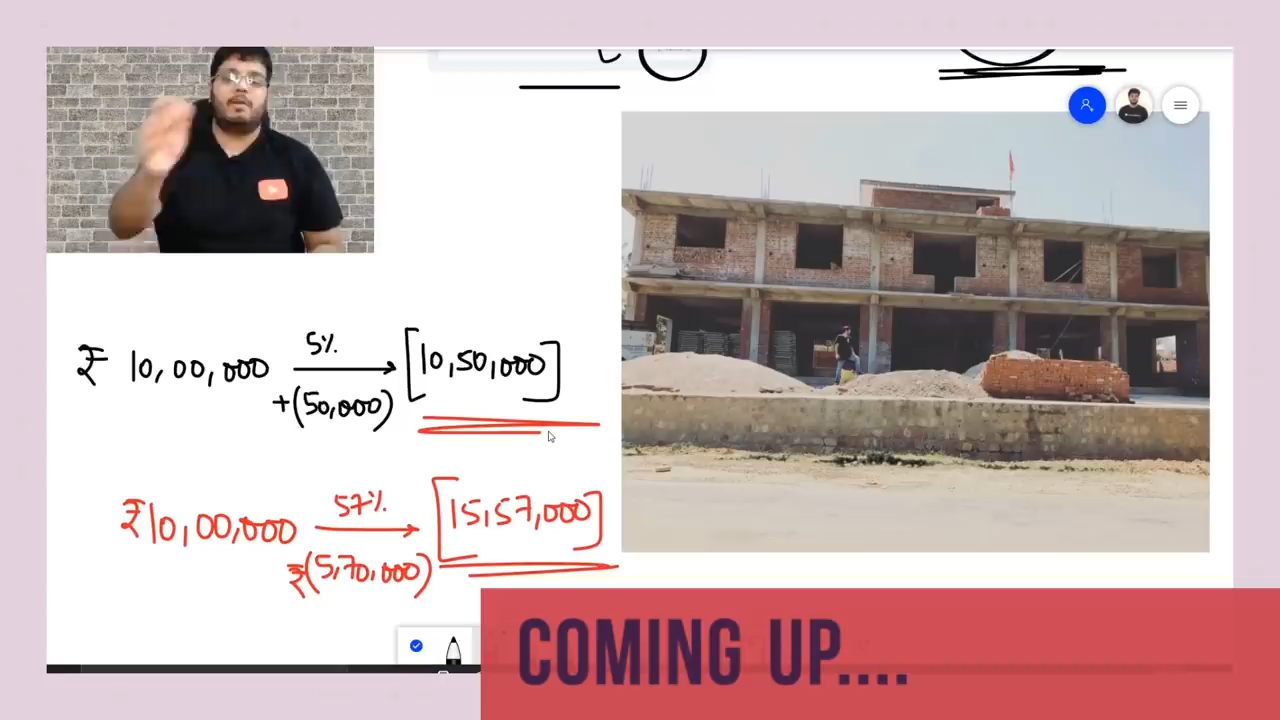 ₹ 10,00,000 5% [10,50,000]
+(50,000)
₹10,00,000 57% [15,57,000]
₹(5,70,000)
COMING UP....